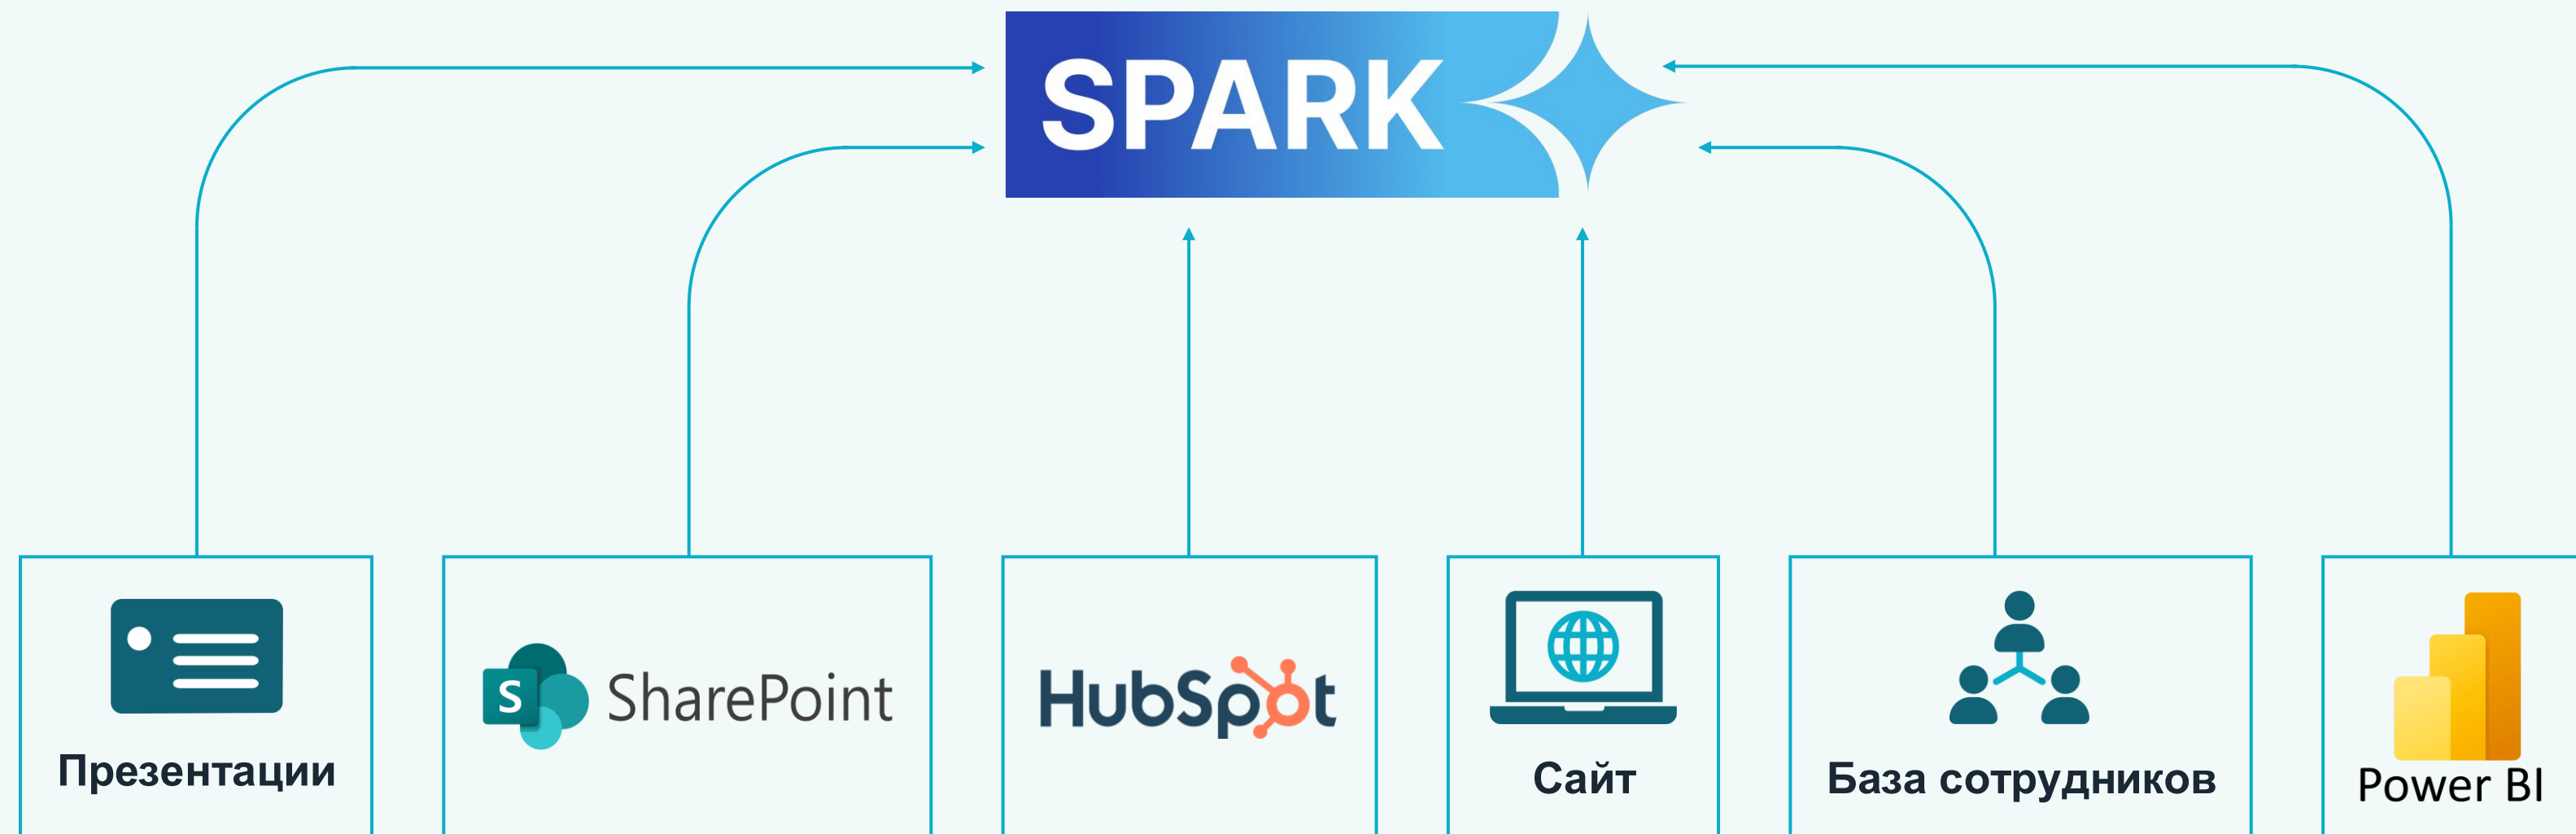 SPARK
S SharePoint
HubSpot
Презентации
Сайт
База сотрудников
Power BI